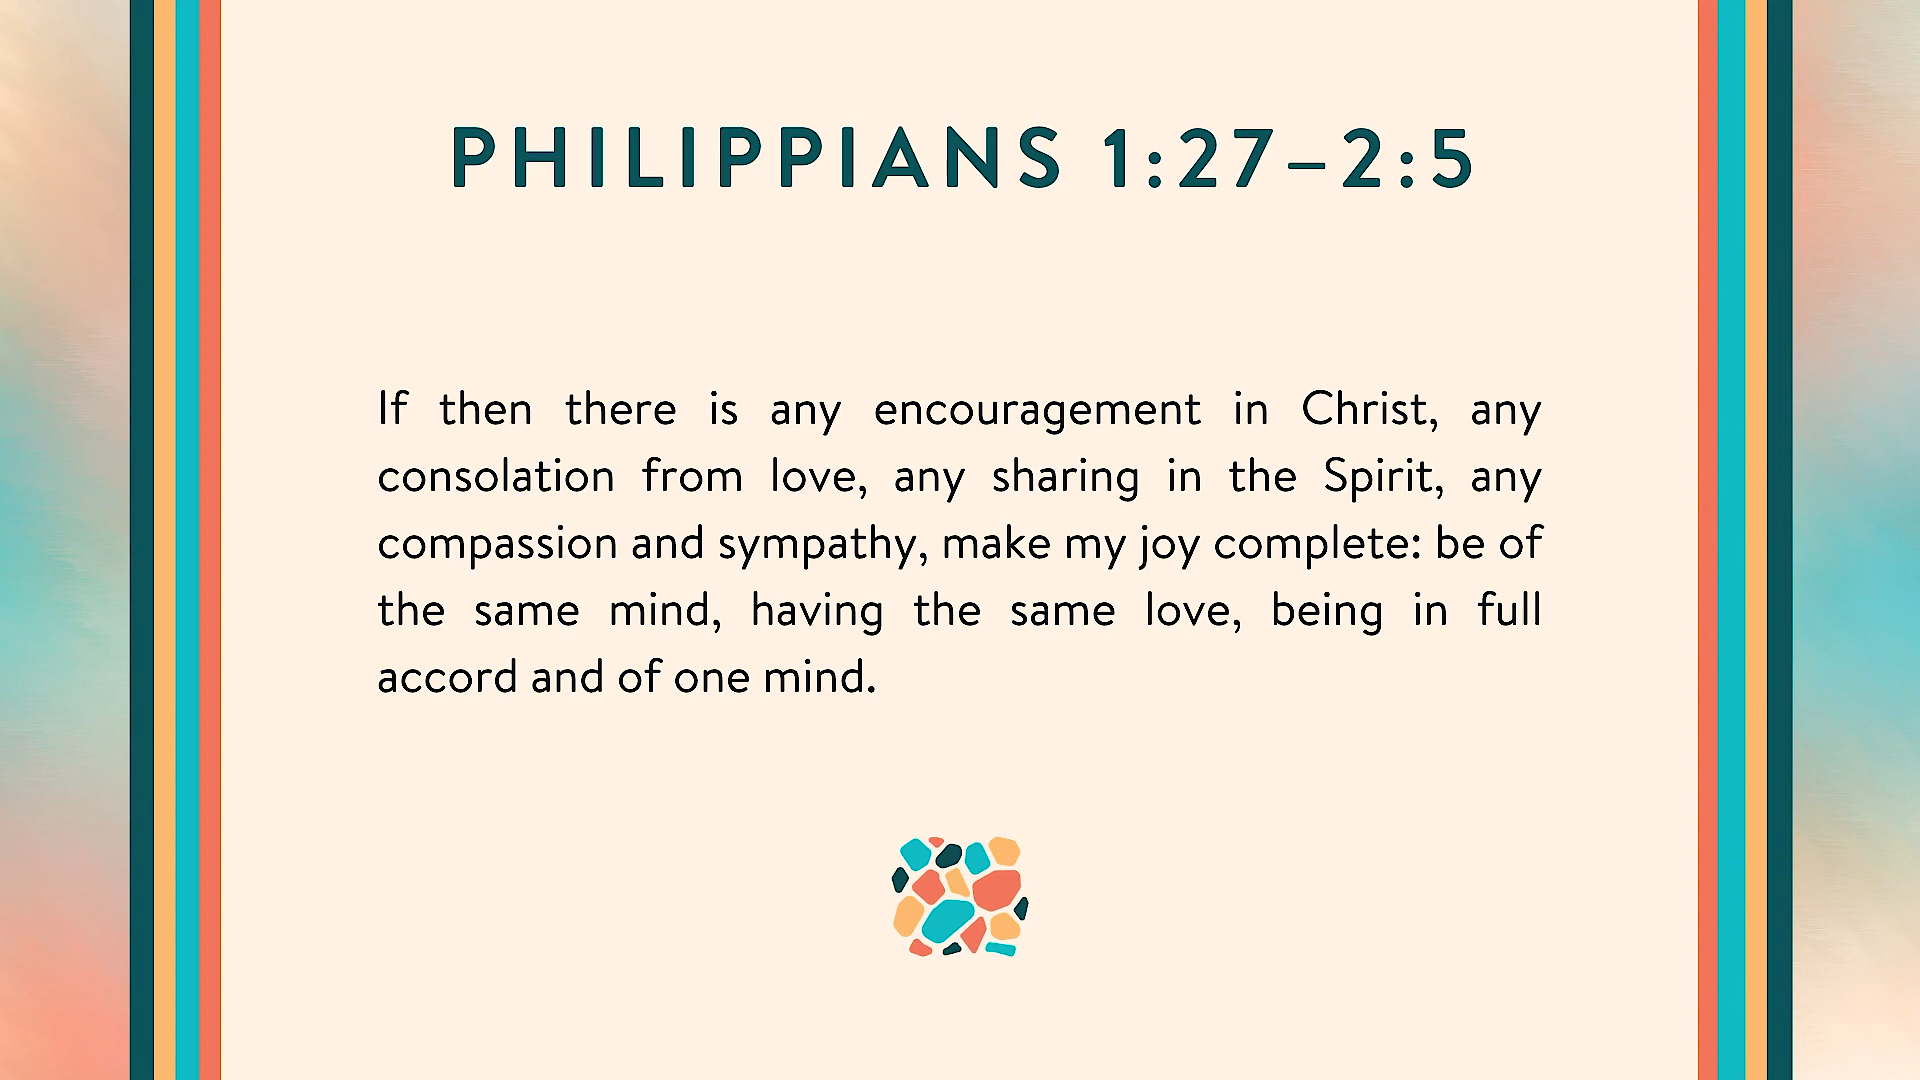 PHILIPPIANS 1:27–2:5
If then there is any encouragement in Christ, any
consolation from love, any sharing in the Spirit, any
compassion and sympathy, make my joy complete: be of
the same mind, having the same love, being in full
accord and of one mind.